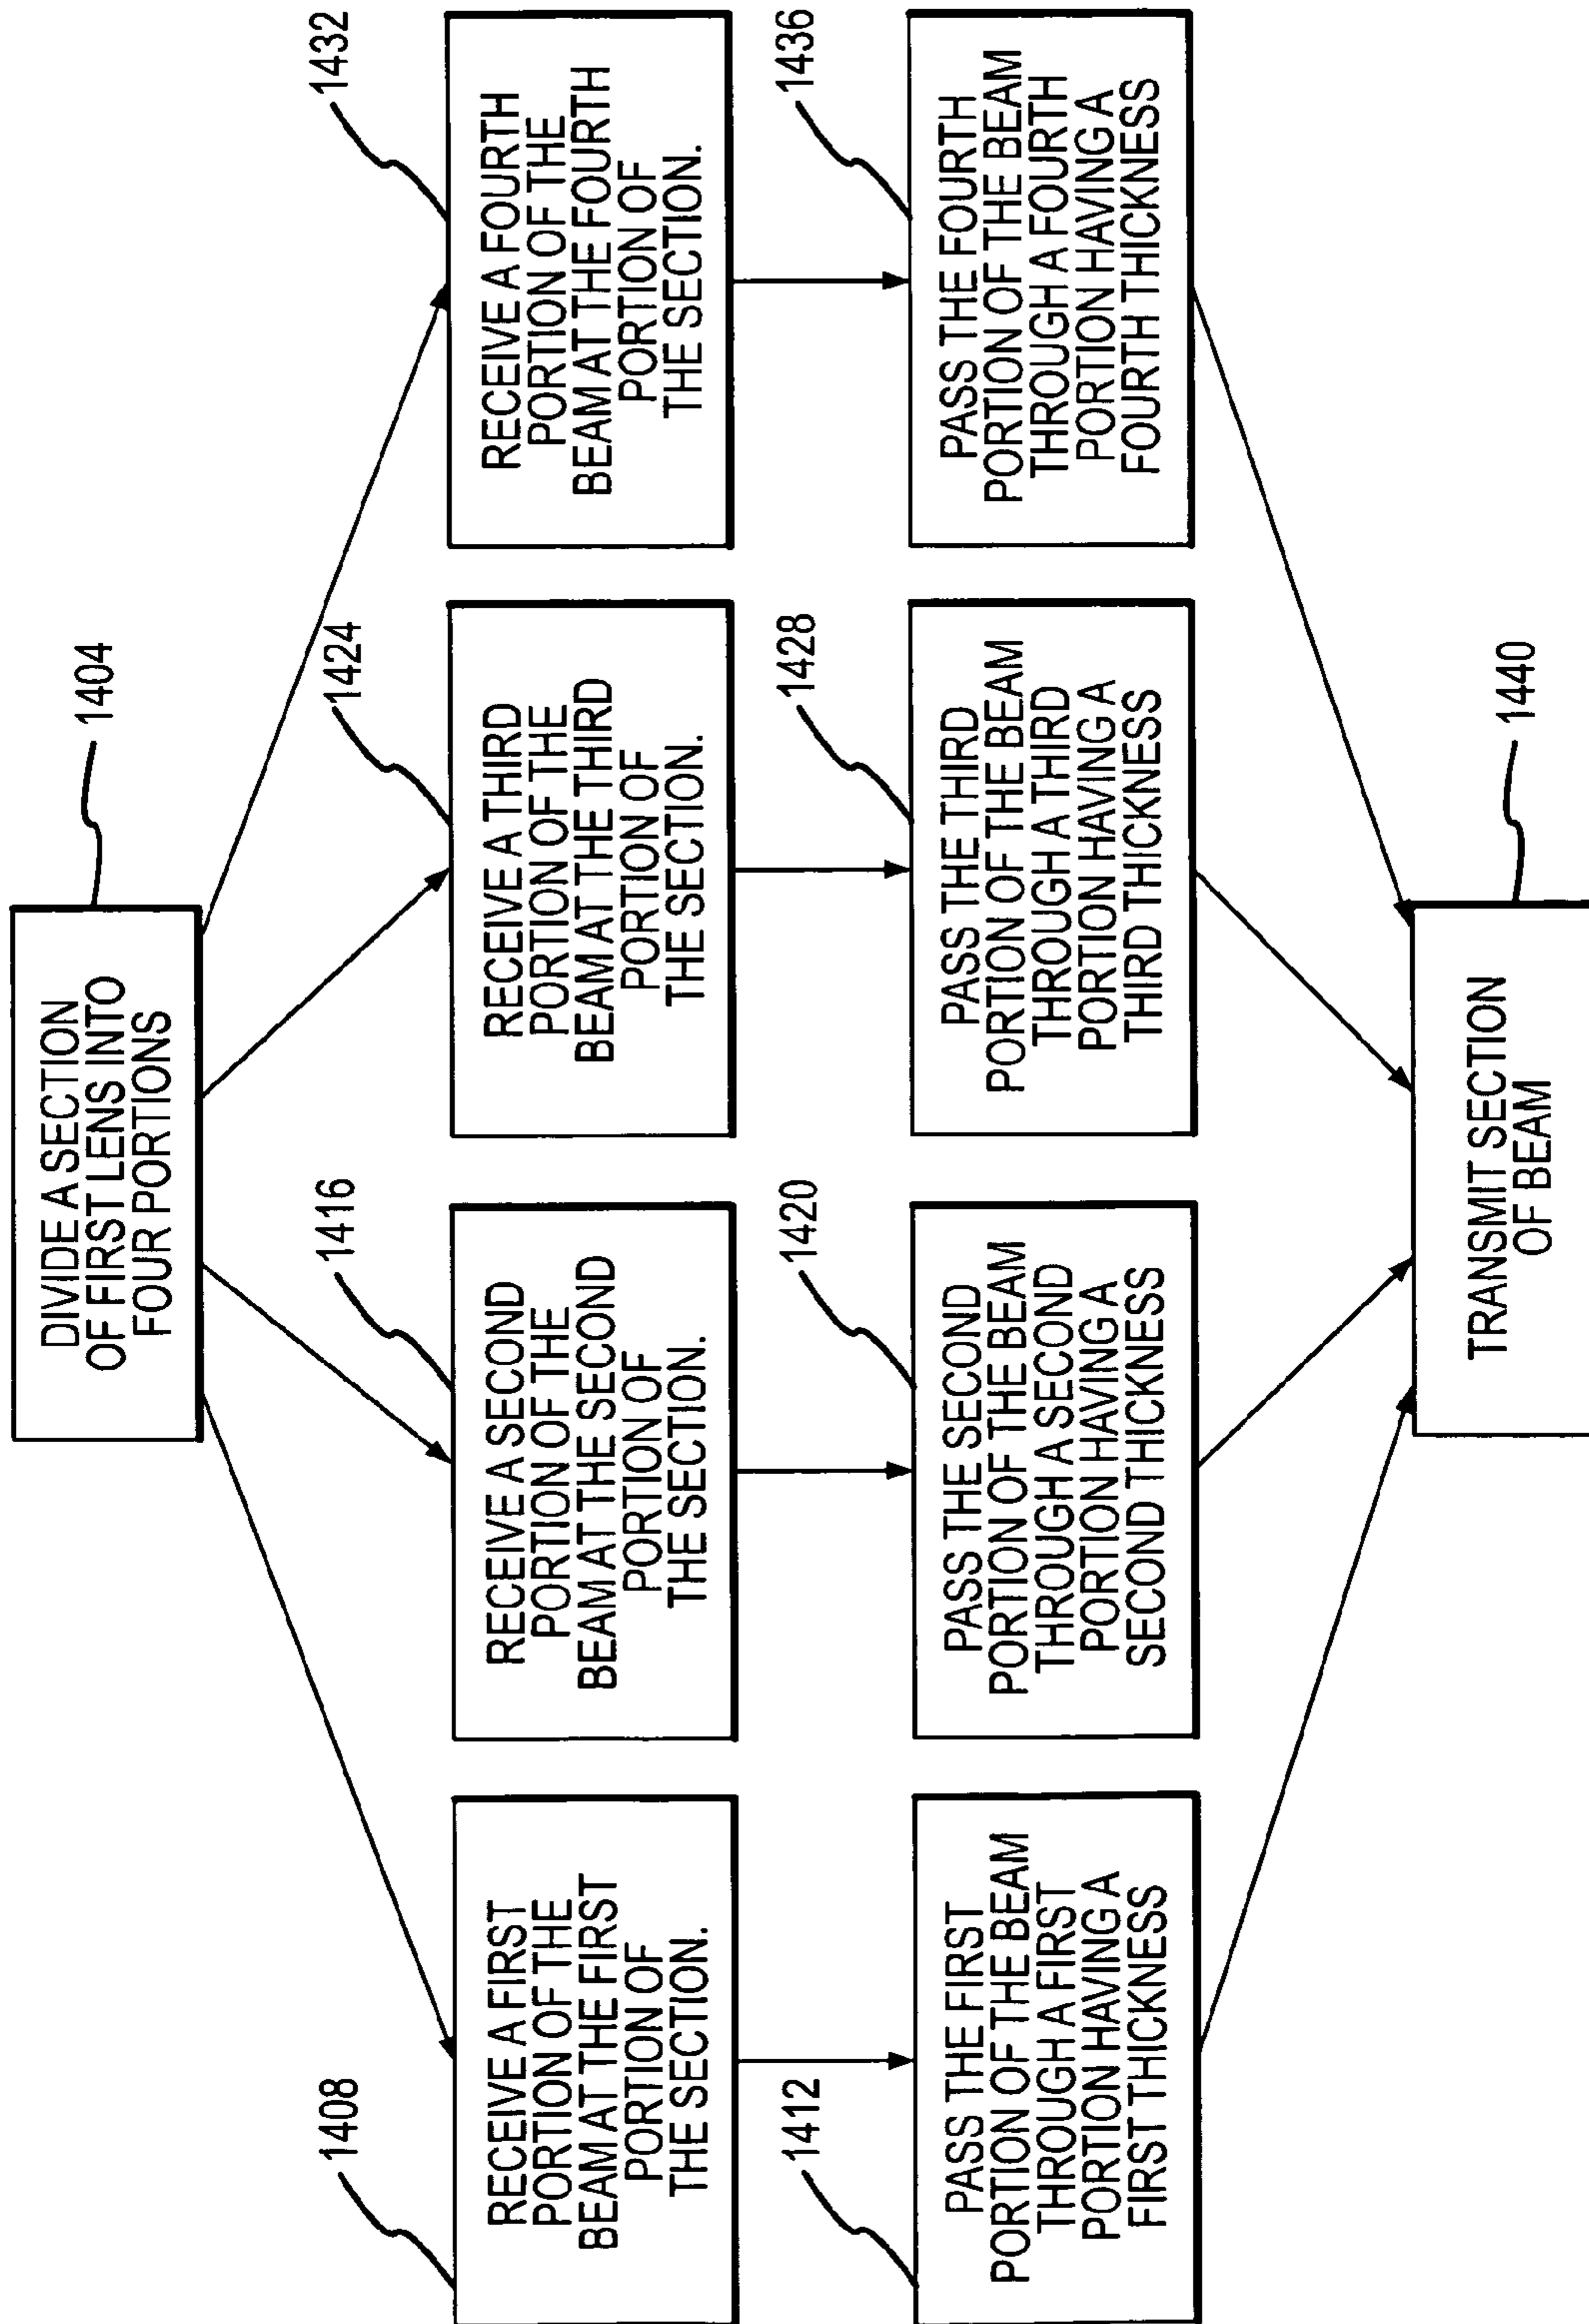 DIVIDE A SECTION
OF FIRST LENS INTO
FOUR PORTIONS
1404
1408
RECEIVE A FIRST
PORTION OF THE
BEAM AT THE FIRST
PORTION OF
THE SECTION.
1416
RECEIVE A SECOND
PORTION OF THE
BEAM AT THE SECOND
PORTION OF
THE SECTION.
1424
RECEIVE A THIRD
PORTION OF THE
BEAM AT THE THIRD
PORTION OF
THE SECTION.
1432
RECEIVE A FOURTH
PORTION OF THE
BEAM AT THE FOURTH
PORTION OF
THE SECTION.
1412
PASS THE FIRST
PORTION OF THE BEAM
THROUGH A FIRST
PORTION HAVING A
FIRST THICKNESS
1420
PASS THE SECOND
PORTION OF THE BEAM
THROUGH A SECOND
PORTION HAVING A
SECOND THICKNESS
1428
PASS THE THIRD
PORTION OF THE BEAM
THROUGH A THIRD
PORTION HAVING A
THIRD THICKNESS
1436
PASS THE FOURTH
PORTION OF THE BEAM
THROUGH A FOURTH
PORTION HAVING A
FOURTH THICKNESS
TRANSMIT SECTION
OF BEAM
1440